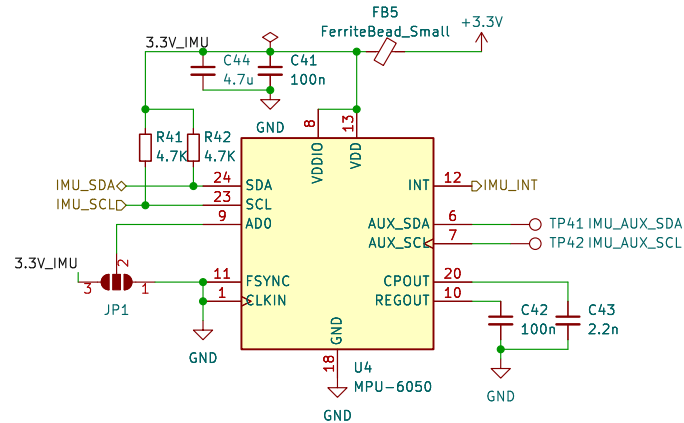 FB5
FerriteBead_Small
+3.3V
3.3V_IMU
C44
4.7u
C41
100n
GND
R41
4.7K
R42
4.7K
8
13
VDDIO
VDD
IMU_SDA
24
SDA
INT
12
IMU_INT
IMU_SCL
23
SCL
9
AD0
AUX_SDA
6
TP41 IMU_AUX_SDA
AUX_SCL
7
TP42 IMU_AUX_SCL
3.3V_IMU
2
3
1
JP1
11
FSYNC
CPOUT
20
1
CLKIN
REGOUT
10
C42
100n
C43
2.2n
GND
GND
18
U4
MPU-6050
GND
GND